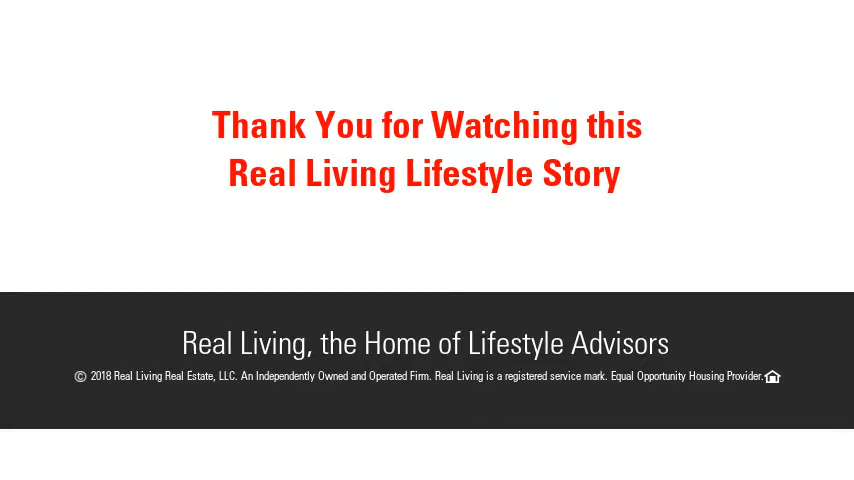 Thank You for Watching this
Real Living Lifestyle Story
Real Living, the Home of Lifestyle Advisors
© 2018 Real Living Real Estate, LLC. An Independently Owned and Operated Firm. Real Living is a registered service mark. Equal Opportunity Housing Provider.